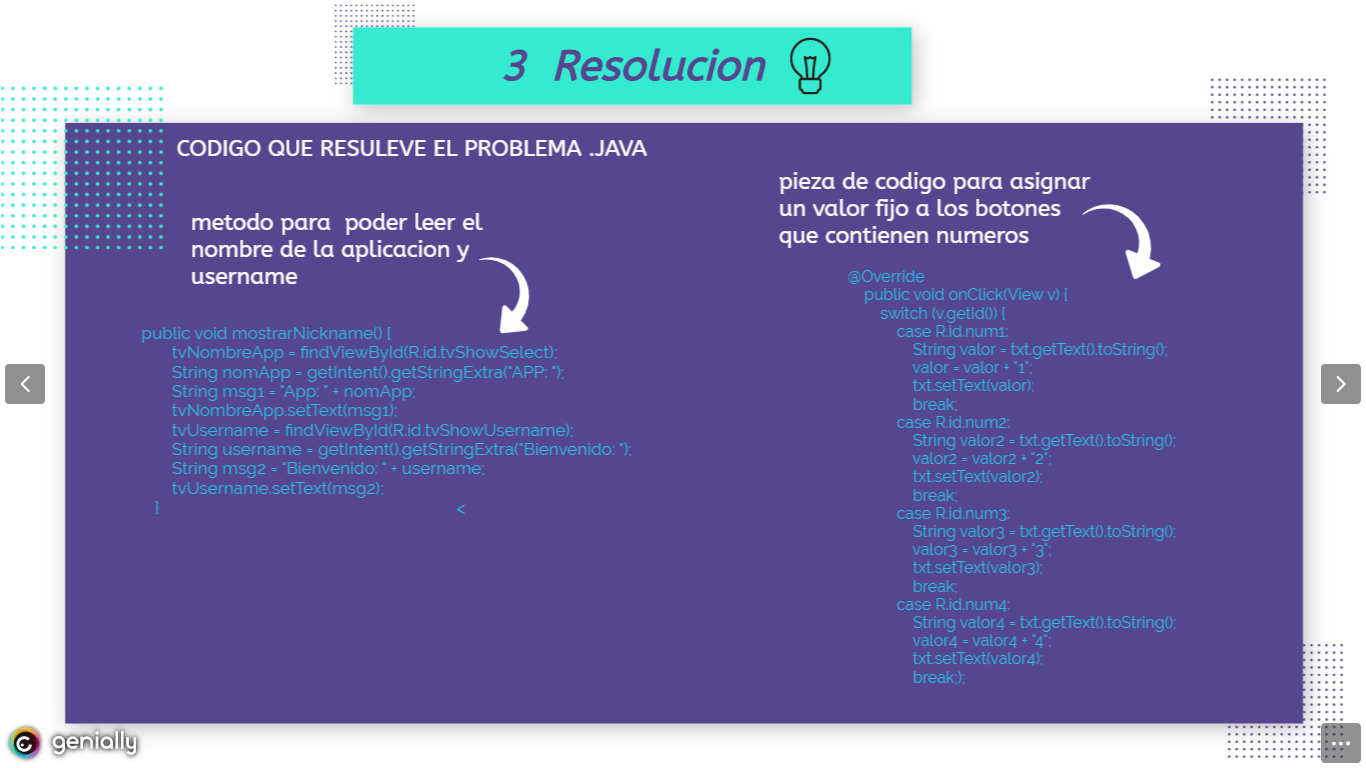 3 Resolucion
CODIGO QUE RESULEVE EL PROBLEMA .JAVA
metodo para poder leer el
nombre de la aplicacion y
username
public void mostrarNickname() {
tvNombreApp = findViewById(R.id.tvShowSelect);
String nomApp = getIntent().getStringExtra("APP: ");
String msg1 = "App: " + nomApp;
tvNombreApp.setText(msg1);
tvUsername = findViewById(R.id.tvShowUsername);
String username = getIntent().getStringExtra("Bienvenido: ");
String msg2 = "Bienvenido: " + username;
tvUsername.setText(msg2);
} <
pieza de codigo para asignar
un valor fijo a los botones
que contienen numeros
@Override
public void onClick(View v) {
switch (v.getId()) {
case R.id.num1:
String valor = txt.getText().toString();
valor = valor + "1";
txt.setText(valor);
break;
case R.id.num2:
String valor2 = txt.getText().toString();
valor2 = valor2 + "2";
txt.setText(valor2);
break;
case R.id.num3:
String valor3 = txt.getText().toString();
valor3 = valor3 + "3";
txt.setText(valor3);
break;
case R.id.num4:
String valor4 = txt.getText().toString();
valor4 = valor4 + "4";
txt.setText(valor4);
break;);
genially